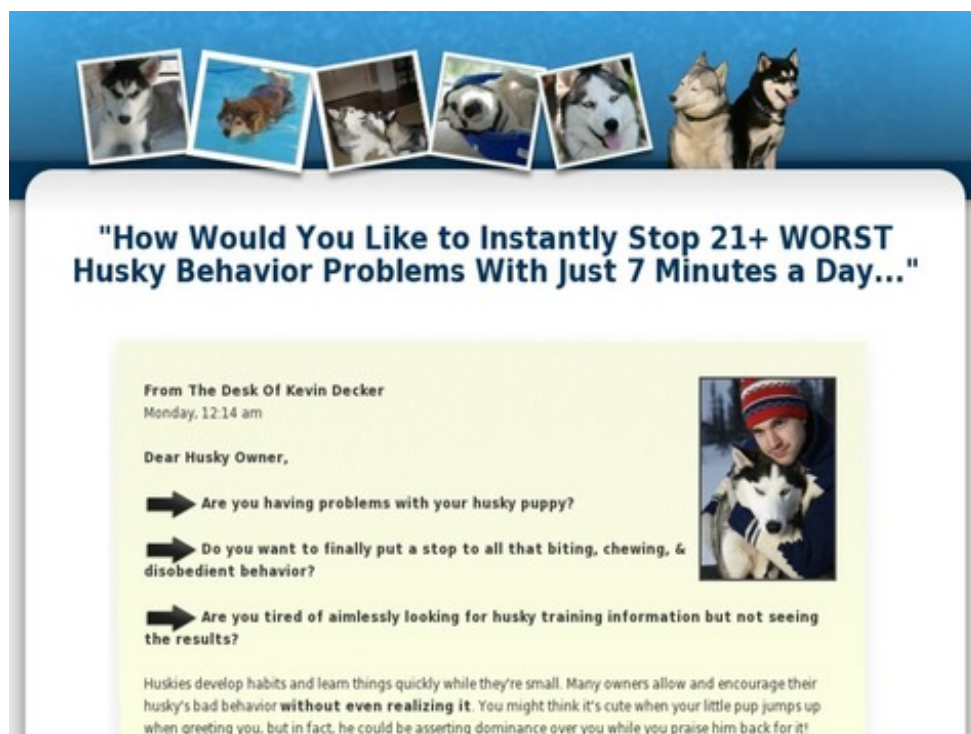 "How Would You Like to Instantly Stop 21+ WORST
Husky Behavior Problems With Just 7 Minutes a Day..."
From The Desk Of Kevin Decker
Monday, 12:14 am
Dear Husky Owner,
Are you having problems with your husky puppy?
Do you want to finally put a stop to all that biting, chewing, &
disobedient behavior?
Are you tired of aimlessly looking for husky training information but not seeing
the results?
Huskies develop habits and learn things quickly while they're small. Many owners allow and encourage their
husky's bad behavior without even realizing it. You might think it's cute when your little pup jumps up
when greeting you, but in fact, he could be asserting dominance over you while you praise him back for it!